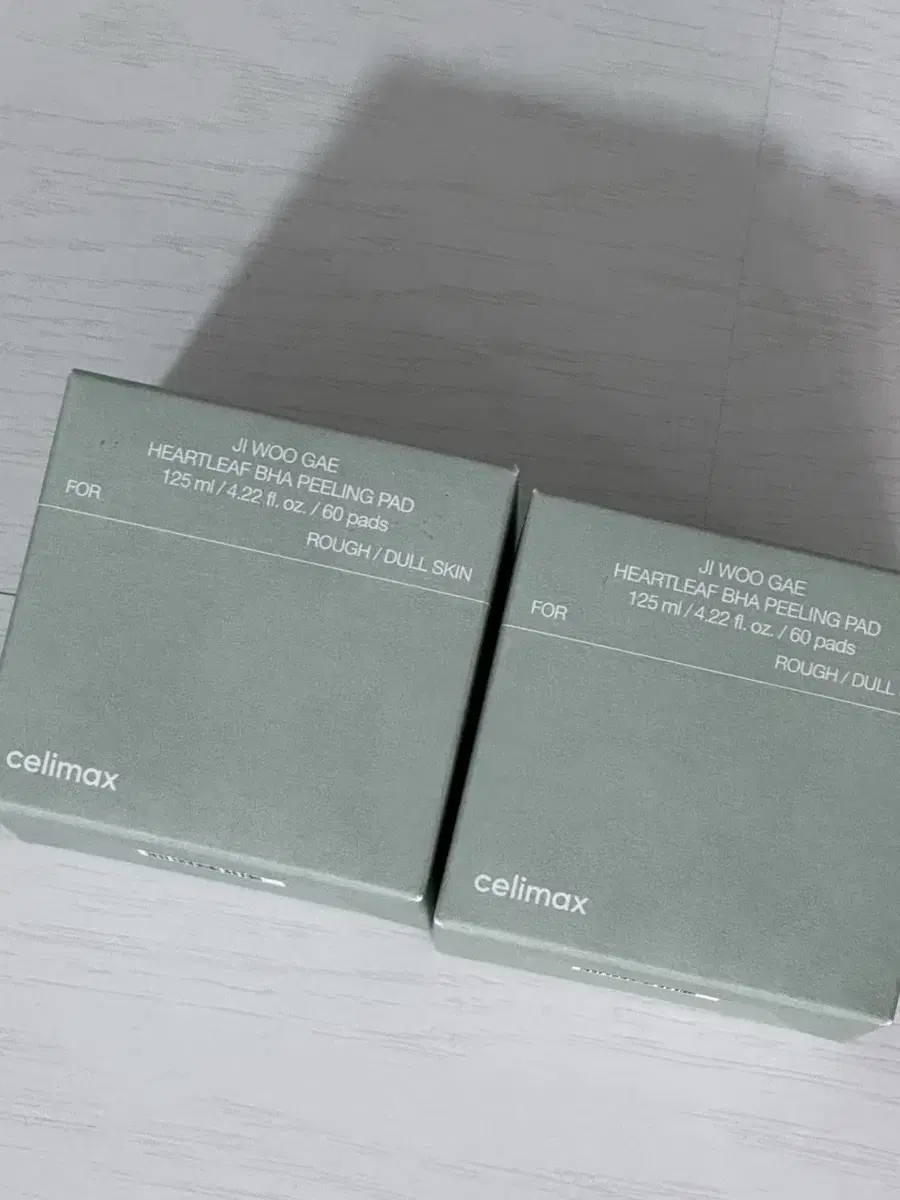 JI WOO GAE
HEARTLEAF BHA PEELING PAD
125 ml / 4.22 fl. oz. / 60 pads
FOR
ROUGH / DULL SKIN
celimax
JI WOO GAE
HEARTLEAF BHA PEELING PAD
125 ml / 4.22 fl. oz. / 60 pads
FOR
ROUGH / DULL
celimax